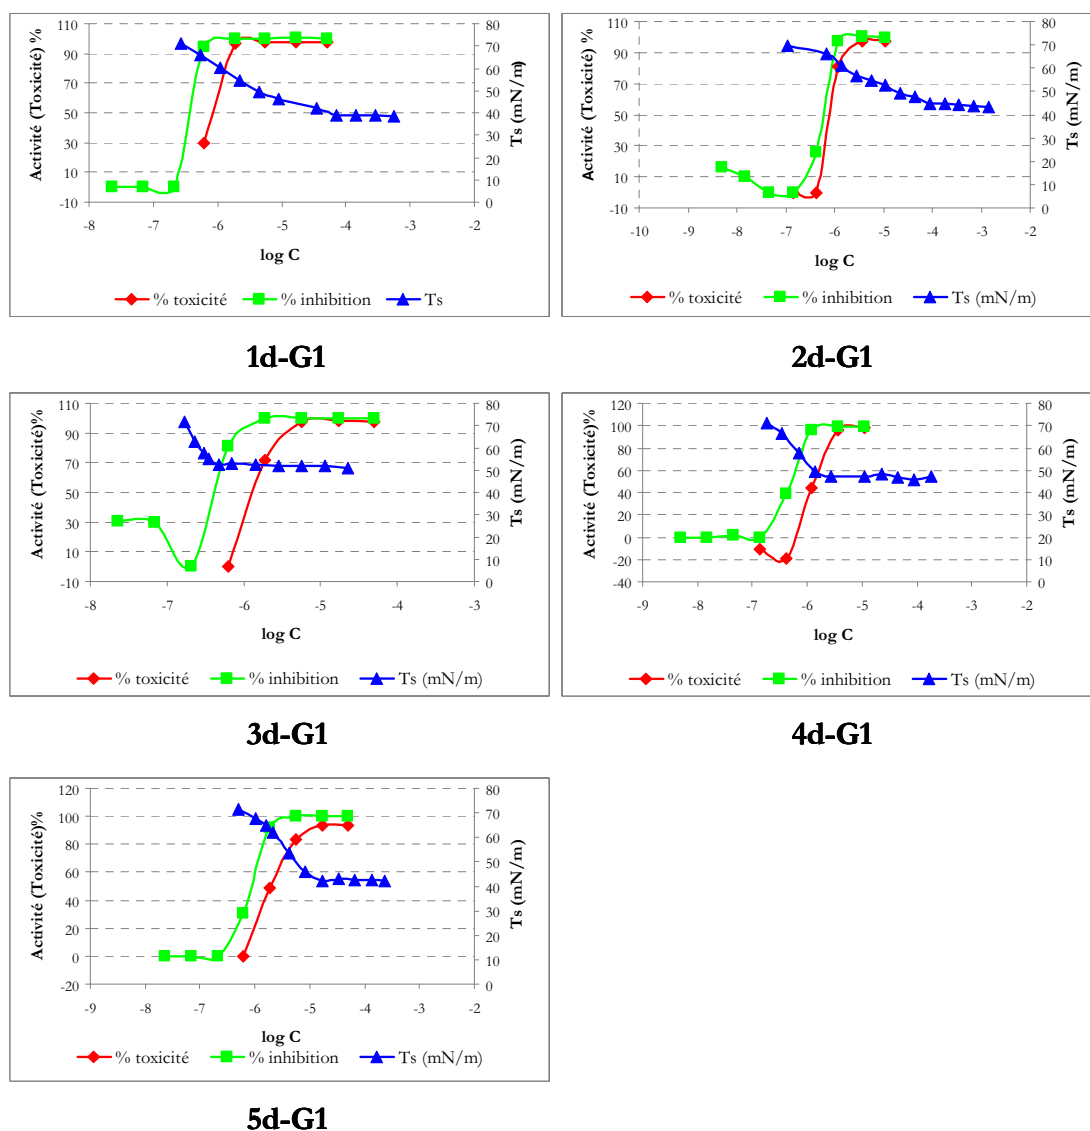 Activité (Toxicité) %
110
90
70
50
30
10
-10
80
70
60
50
40
30
20
10
0
Ts (mN/m)
-8 -7 -6 -5 -4 -3 -2
log C
% toxicité % inhibition Ts
1d-G1
Activité (Toxicité) %
110
90
70
50
30
10
-10
80
70
60
50
40
30
20
10
0
Ts (mN/m)
-10 -9 -8 -7 -6 -5 -4 -3 -2
log C
% toxicité % inhibition Ts (mN/m)
2d-G1
Activité (Toxicité)%
110
90
70
50
30
10
-10
80
70
60
50
40
30
20
10
0
Ts (mN/m)
-8 -7 -6 -5 -4 -3
log C
% toxicité % inhibition Ts (mN/m)
3d-G1
Activité (Toxicité)%
120
100
80
60
40
20
0
-20
-40
80
70
60
50
40
30
20
10
0
Ts (mN/m)
-9 -8 -7 -6 -5 -4 -3 -2
log C
% toxicité % inhibition Ts (mN/m)
4d-G1
Activité (Toxicité)%
120
100
80
60
40
20
0
-20
80
70
60
50
40
30
20
10
0
Ts (mN/m)
-9 -8 -7 -6 -5 -4 -3 -2
log C
% toxicité % inhibition Ts (mN/m)
5d-G1